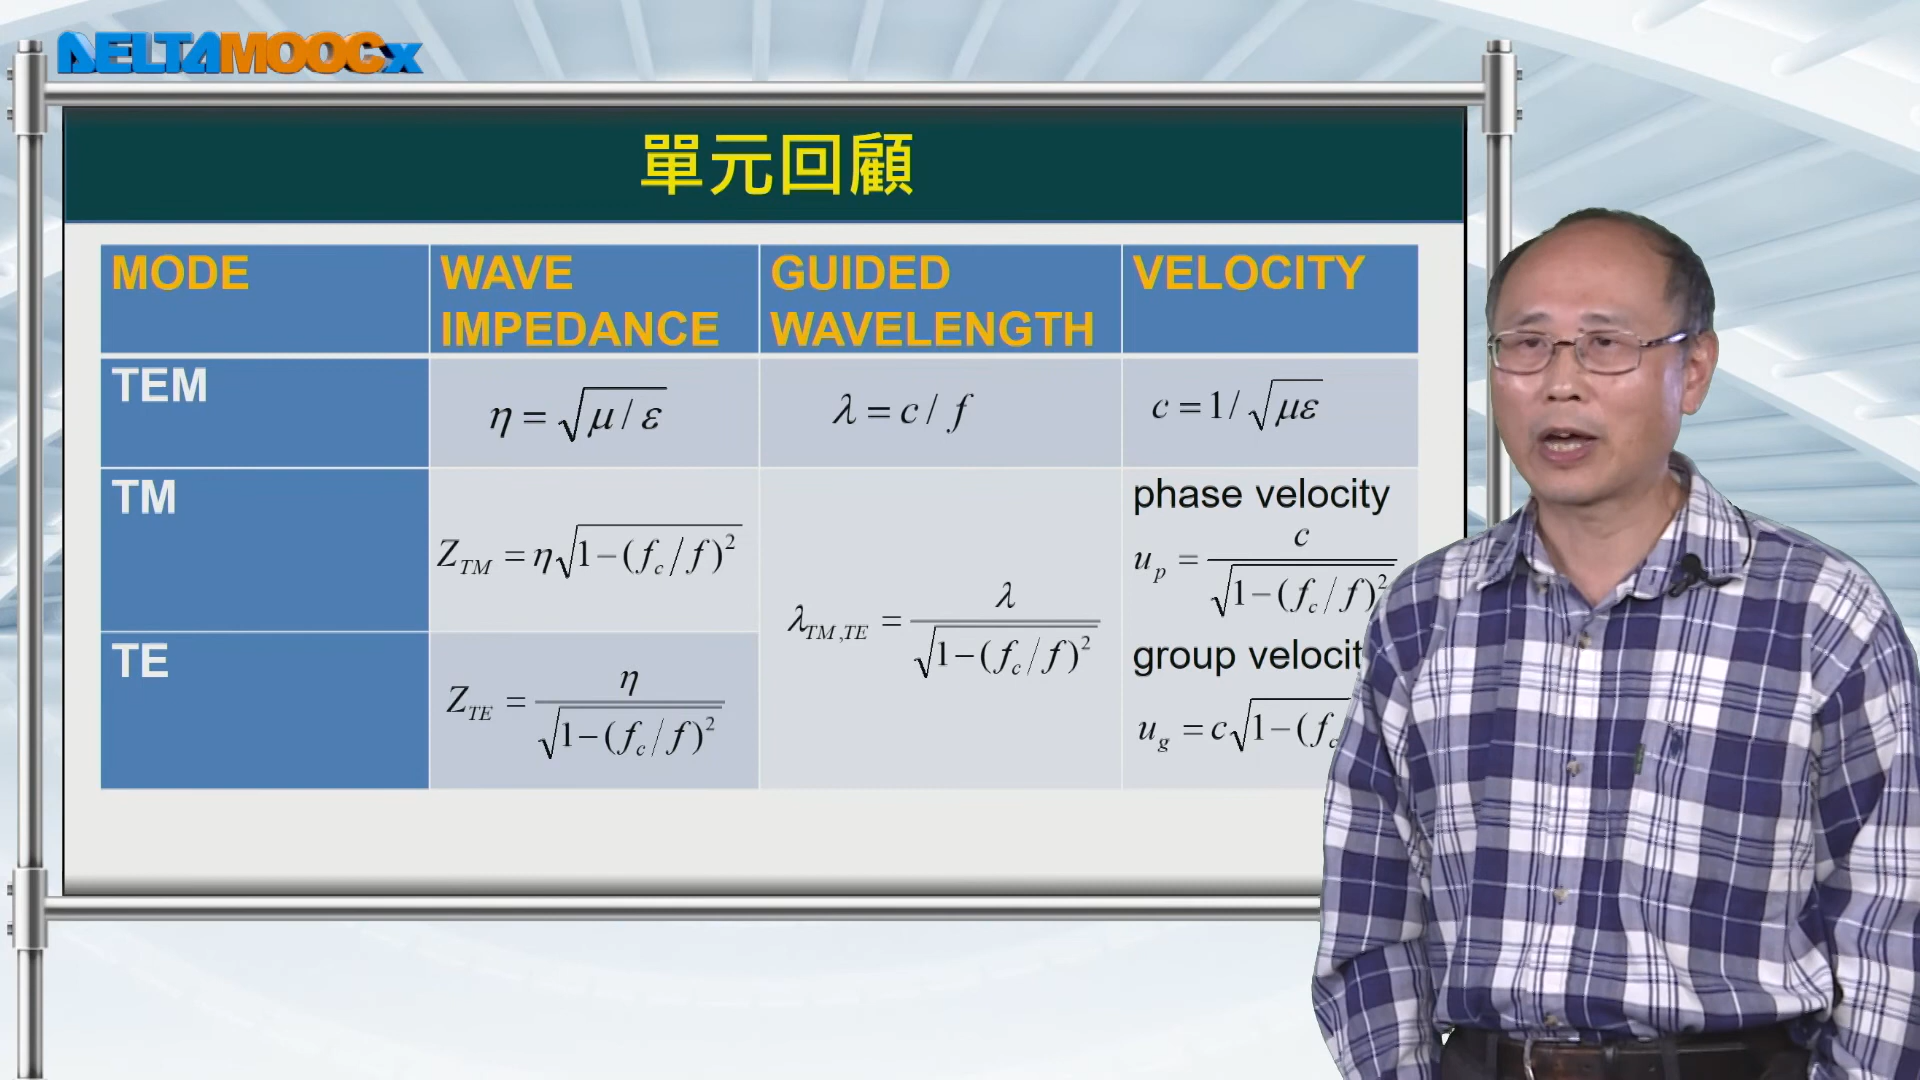 DELTAMOOCx
單元回顧
MODE
WAVE IMPEDANCE
GUIDED WAVELENGTH
VELOCITY
TEM
η = √μ / ε
λ = c / f
c = 1/ √με
TM
Z_TM = η√1−(f_c/f)²
λ_TM,TE = λ / √1−(f_c/f)²
phase velocity
u_p = c / √1−(f_c/f)²
TE
Z_TE = η / √1−(f_c/f)²
group velocit
u_g = c√1−(f_c